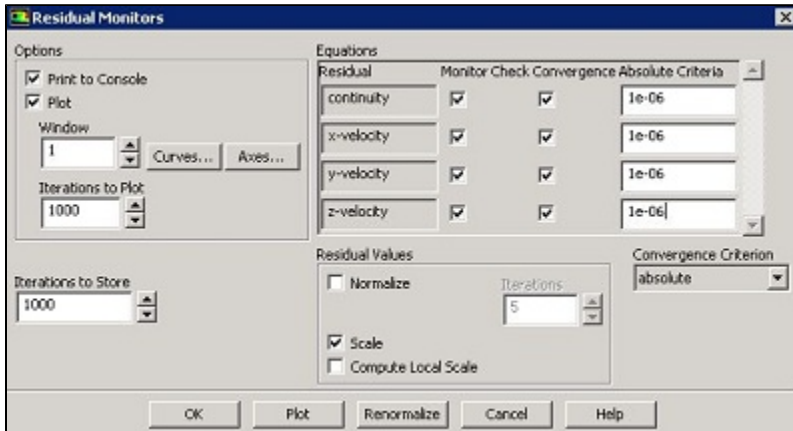 Residual Monitors
Options
Print to Console
Plot
Window
1
Curves...
Axes...
Iterations to Plot
1000
Iterations to Store
1000
Equations
Residual Monitor Check Convergence Absolute Criteria
continuity 1e-06
x-velocity 1e-06
y-velocity 1e-06
z-velocity 1e-06
Residual Values
Normalize
Iterations
5
Scale
Compute Local Scale
Convergence Criterion
absolute
OK Plot Renormalize Cancel Help